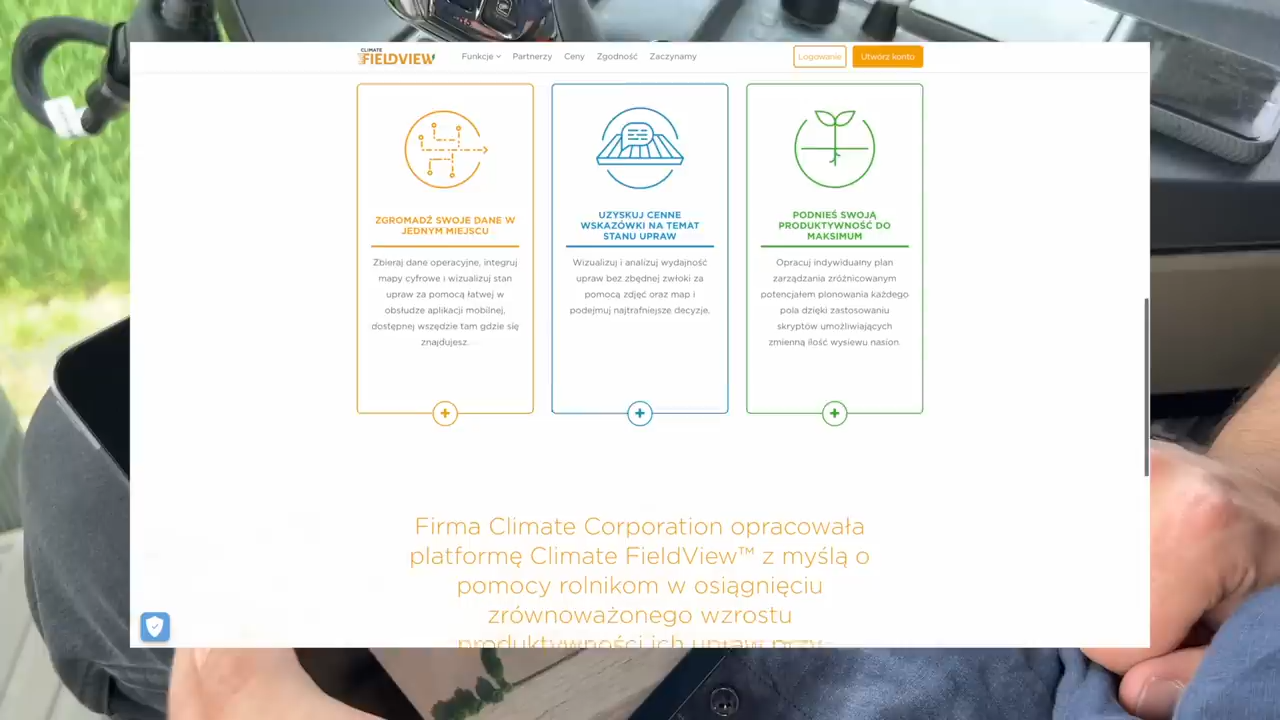 CLIMATE
FIELDVIEW
Funkcje
Partnerzy
Ceny
Zgodność
Zaczynamy
Logowanie
Utwórz konto
ZGROMADŹ SWOJE DANE W
JEDNYM MIEJSCU
Zbieraj dane operacyjne, integruj
mapy cyfrowe i wizualizuj stan
upraw za pomocą łatwej w
obsłudze aplikacji mobilnej,
dostępnej wszędzie tam gdzie się
znajdujesz.
UZYSKUJ CENNE
WSKAZÓWKI NA TEMAT
STANU UPRAW
Wizualizuj i analizuj wydajność
upraw bez zbędnej zwłoki za
pomocą zdjęć oraz map i
podejmuj najtrafniejsze decyzje.
PODNIEŚ SWOJĄ
PRODUKTYWNOŚĆ DO
MAKSIMUM
Opracuj indywidualny plan
zarządzania zróżnicowanym
potencjałem plonowania każdego
pola dzięki zastosowaniu
skryptów umożliwiających
zmienną ilość wysiewu nasion.
Firma Climate Corporation opracowała
platformę Climate FieldView™ z myślą o
pomocy rolnikom w osiągnięciu
zrównoważonego wzrostu
produktywności ich upraw przy